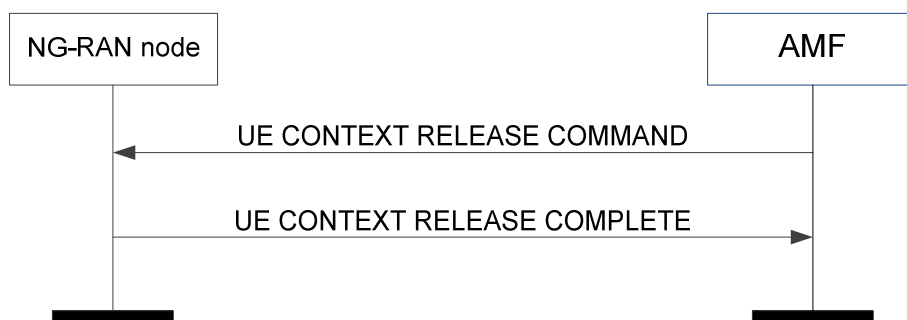 NG-RAN node
AMF
UE CONTEXT RELEASE COMMAND
UE CONTEXT RELEASE COMPLETE